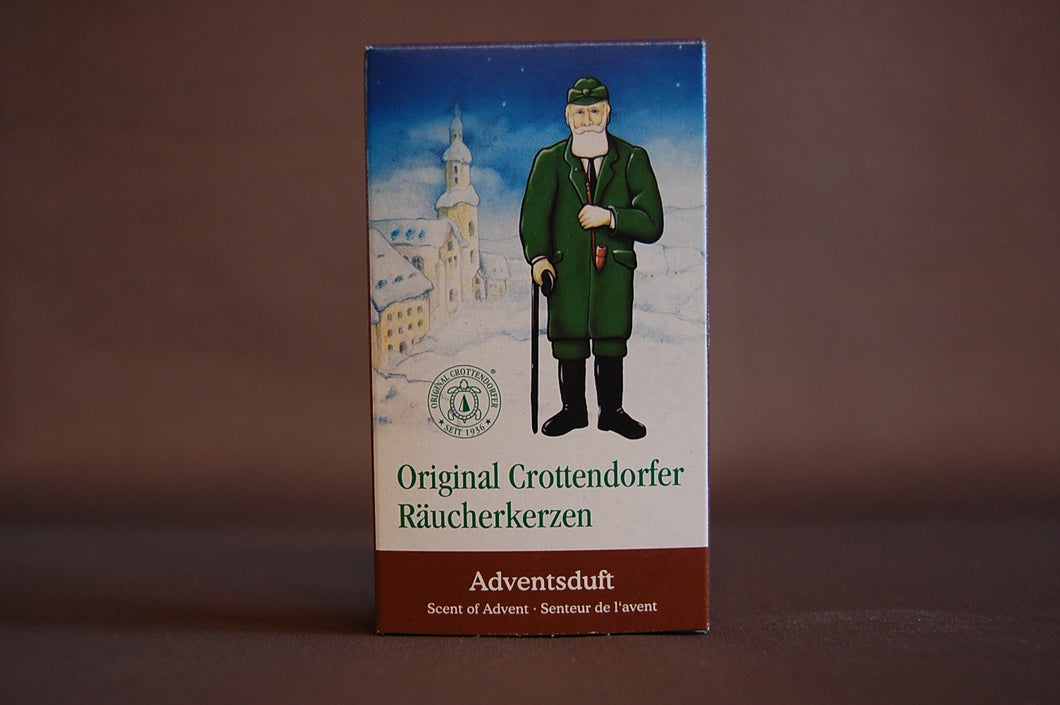 ORIGINAL CROTTENDORFER ®
★ SEIT 1936 ★
Original Crottendorfer
Räucherkerzen
Adventsduft
Scent of Advent · Senteur de l'avent